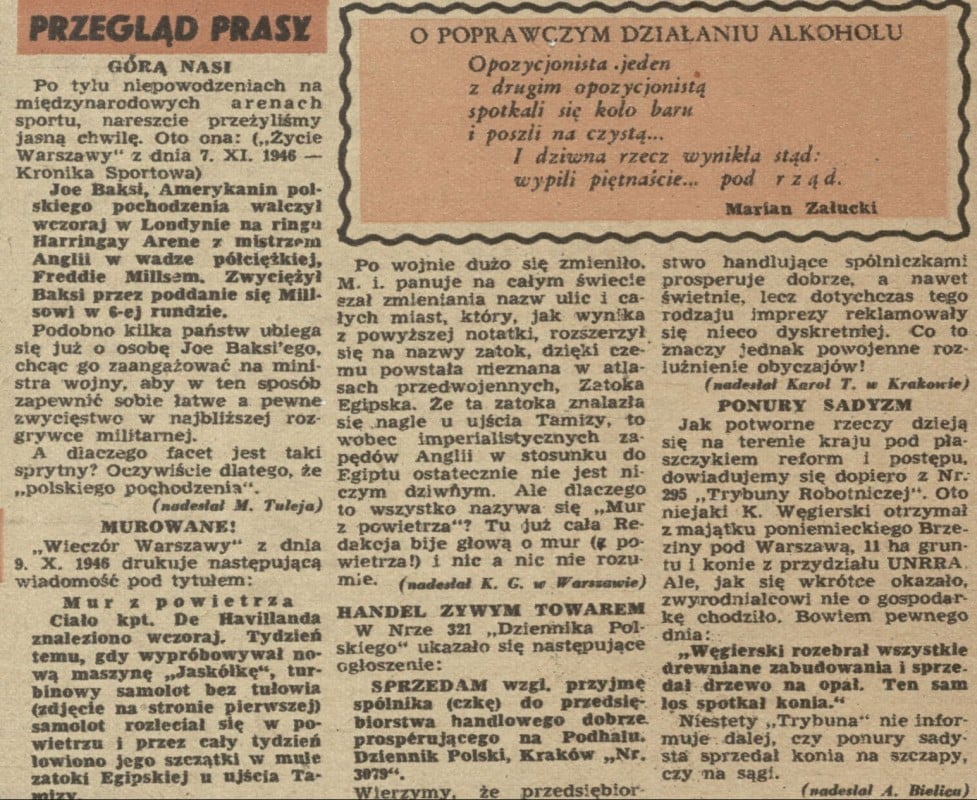 PRZEGLĄD PRASY
GÓRĄ NASI
Po tylu niepowodzeniach na
międzynarodowych arenach
sportu, nareszcie przeżyliśmy
jasną chwilę. Oto ona: („Życie
Warszawy" z dnia 7. XI. 1946 —
Kronika Sportowa)
Joe Baksi, Amerykanin pol-
skiego pochodzenia walczył
wczoraj w Londynie na ringu
Harringay Arene z mistrzem
Anglii w wadze półciężkiej,
Freddie Millsem. Zwyciężył
Baksi przez poddanie się Mill-
sowi w 6-ej rundzie.
Podobno kilka państw ubiega
się już o osobę Joe Baksi'ego,
chcąc go zaangażować na mini-
stra wojny, aby w ten sposób
zapewnić sobie łatwe a pewne
zwycięstwo w najbliższej roz-
grywce militarnej.
A dlaczego facet jest taki
sprytny? Oczywiście dlatego, że
„polskiego pochodzenia".
(nadesłał M. Tuleja)
MUROWANE!
„Wieczór Warszawy" z dnia
9. X. 1946 drukuje następującą
wiadomość pod tytułem:
Mur z powietrza
Ciało kpt. De Havillanda
znaleziono wczoraj. Tydzień
temu, gdy wypróbowywał no-
wą maszynę „Jaskółkę", tur-
binowy samolot bez tułowia
(zdjęcie na stronie pierwszej)
samolot rozleciał się w po-
wietrzu i przez cały tydzień
łowiono jego szczątki w muje
zatoki Egipskiej u ujścia Ta-
mizy.
O POPRAWCZYM DZIAŁANIU ALKOHOLU
Opozycjonista jeden
z drugim opozycjonistą
spotkali się koło baru
i poszli na czystą...
I dziwna rzecz wynikła stąd:
wypili piętnaście... pod rząd.
Marian Załucki
Po wojnie dużo się zmieniło.
M. i. panuje na całym świecie
szał zmieniania nazw ulic i ca-
łych miast, który, jak wynika
z powyższej notatki, rozszerzył
się na nazwy zatok, dzięki cze-
mu powstała nieznana w atla-
sach przedwojennych, Zatoka
Egipska. Że ta zatoka znalazła
się nagle u ujścia Tamizy, to
wobec imperialistycznych za-
pędów Anglii w stosunku do
Egiptu ostatecznie nie jest ni-
czym dziwnym. Ale dlaczego
to wszystko nazywa się „Mur
z powietrza"? Tu już cała Re-
dakcja bije głową o mur (z po-
wietrza!) i nic a nic nie rozu-
mie. (nadesłał K. G. w Warszawie)
HANDEL ŻYWYM TOWAREM
W Nrze 321 „Dziennika Pol-
skiego" ukazało się następujące
ogłoszenie:
SPRZEDAM wzgl. przyjmę
spólnika (czkę) do przedsię-
biorstwa handlowego dobrze
prosperującego na Podhalu.
Dziennik Polski, Kraków „Nr.
3079".
Wierzymy, że przedsiębior-
stwo handlujące spólniczkami
prosperuje dobrze, a nawet
świetnie, lecz dotychczas tego
rodzaju imprezy reklamowały
się nieco dyskretniej. Co to
znaczy jednak powojenne roz-
luźnienie obyczajów!
(nadesłał Karol T. w Krakowie)
PONURY SADYZM
Jak potworne rzeczy dzieją
się na terenie kraju pod pła-
szczykiem reform i postępu,
dowiadujemy się dopiero z Nr.
295 „Trybuny Robotniczej". Oto
niejaki K. Węgierski otrzymał
z majątku poniemieckiego Brze-
ziny pod Warszawą, 11 ha grun-
tu i konie z przydziału UNRRA.
Ale, jak się wkrótce okazało,
zwyrodnialcowi nie o gospodar-
kę chodziło. Bowiem pewnego
dnia:
„Węgierski rozebrał wszystkie
drewniane zabudowania i sprze-
dał drzewo na opał. Ten sam
los spotkał konia."
Niestety „Trybuna" nie infor-
muje dalej, czy ponury sady-
sta sprzedał konia na szczapy,
czy na sągi.
(nadesłał A. Bielica)